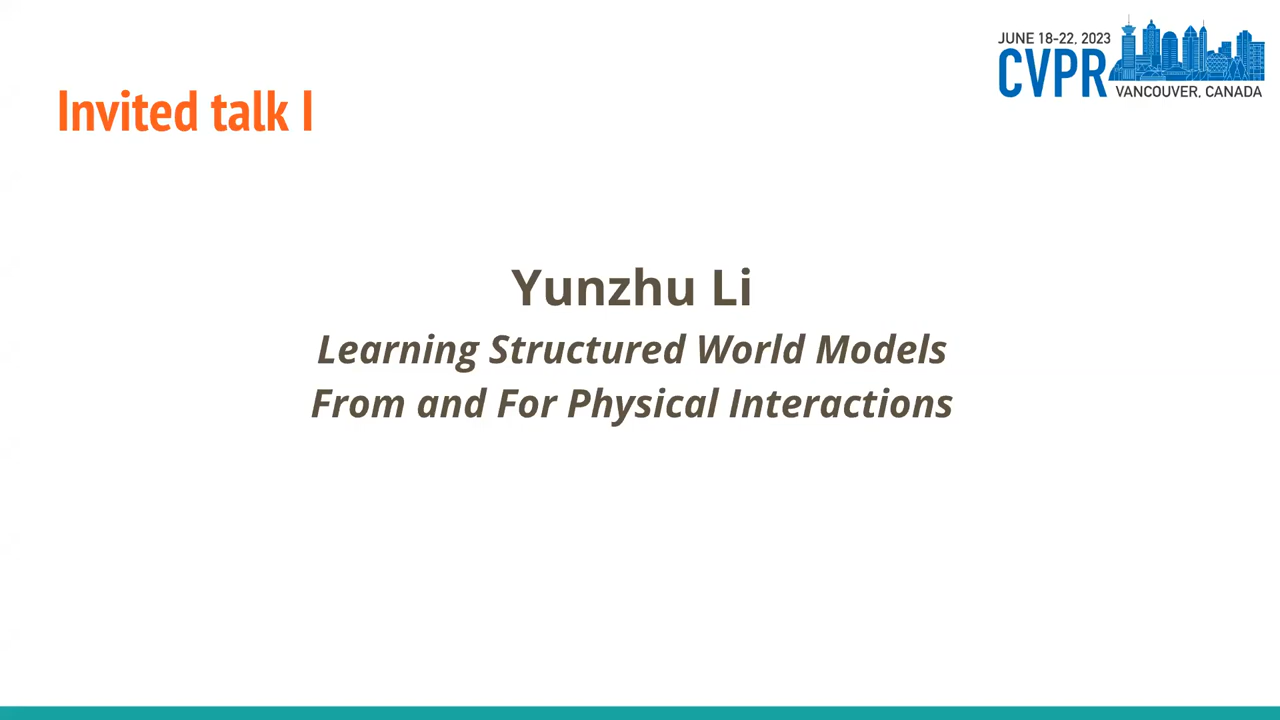 JUNE 18-22, 2023
CVPR
VANCOUVER, CANADA
Invited talk I
Yunzhu Li
Learning Structured World Models
From and For Physical Interactions